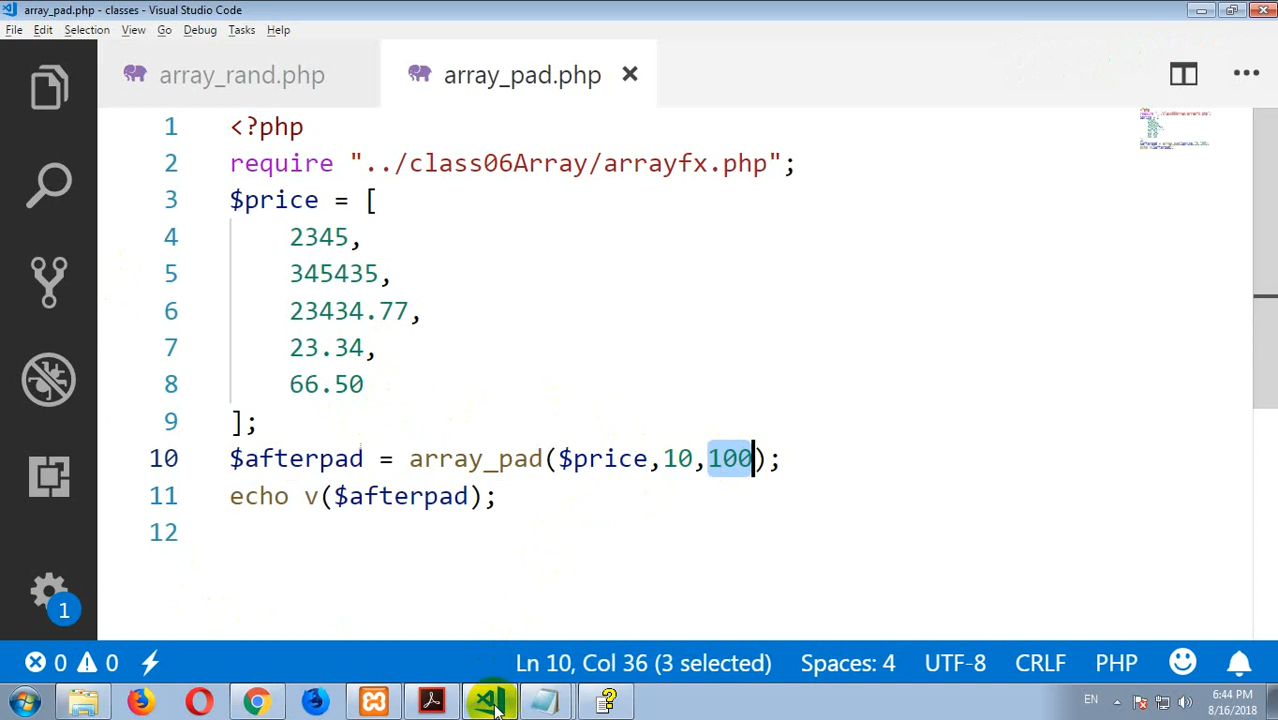 array_pad.php - classes - Visual Studio Code
File Edit Selection View Go Debug Tasks Help
array_rand.php array_pad.php
1 <?php
2 require "../class06Array/arrayfx.php";
3 $price = [
4 2345,
5 345435,
6 23434.77,
7 23.34,
8 66.50
9 ];
10 $afterpad = array_pad($price,10,100);
11 echo v($afterpad);
12
1
0 0 Ln 10, Col 36 (3 selected) Spaces: 4 UTF-8 CRLF PHP
EN 6:44 PM
8/16/2018